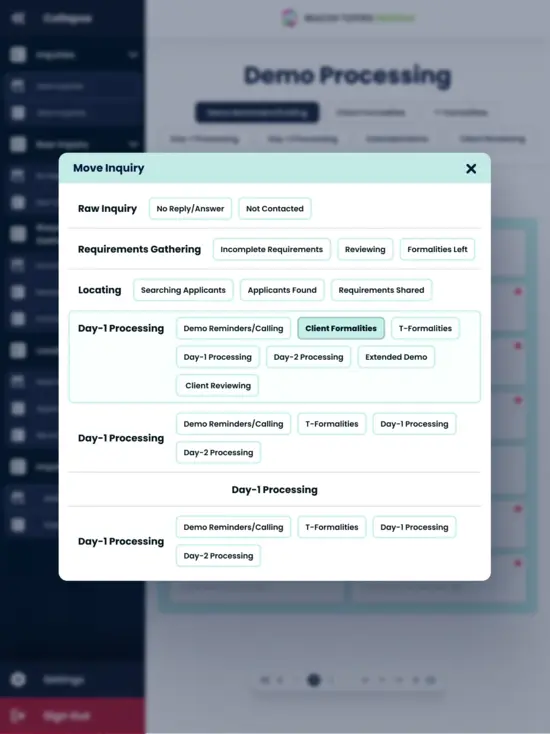 Collapse
Inquiries
Raw Inquiry
Demo Processing
Move Inquiry
Raw Inquiry No Reply/Answer Not Contacted
Requirements Gathering Incomplete Requirements Reviewing Formalities Left
Locating Searching Applicants Applicants Found Requirements Shared
Day-1 Processing Demo Reminders/Calling Client Formalities T-Formalities
Day-1 Processing Day-2 Processing Extended Demo
Client Reviewing
Day-1 Processing Demo Reminders/Calling T-Formalities Day-1 Processing
Day-2 Processing
Day-1 Processing
Day-1 Processing Demo Reminders/Calling T-Formalities Day-1 Processing
Day-2 Processing
Settings
Sign Out